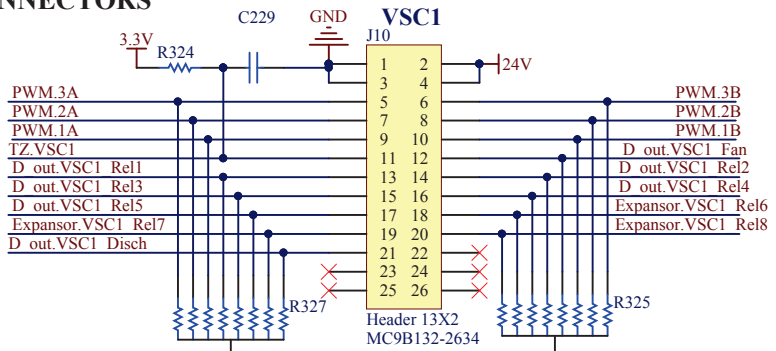 NNECTORS
C229 GND VSC1
J10
3.3V R324
1 2 24V
3 4
PWM.3A 5 6 PWM.3B
PWM.2A 7 8 PWM.2B
PWM.1A 9 10 PWM.1B
TZ.VSC1 11 12 D_out.VSC1_Fan
D_out.VSC1_Rel1 13 14 D_out.VSC1_Rel2
D_out.VSC1_Rel3 15 16 D_out.VSC1_Rel4
D_out.VSC1_Rel5 17 18 Expansor.VSC1_Rel6
Expansor.VSC1_Rel7 19 20 Expansor.VSC1_Rel8
D_out.VSC1_Disch 21 22
23 24
25 26
R327 R325
Header 13X2
MC9B132-2634